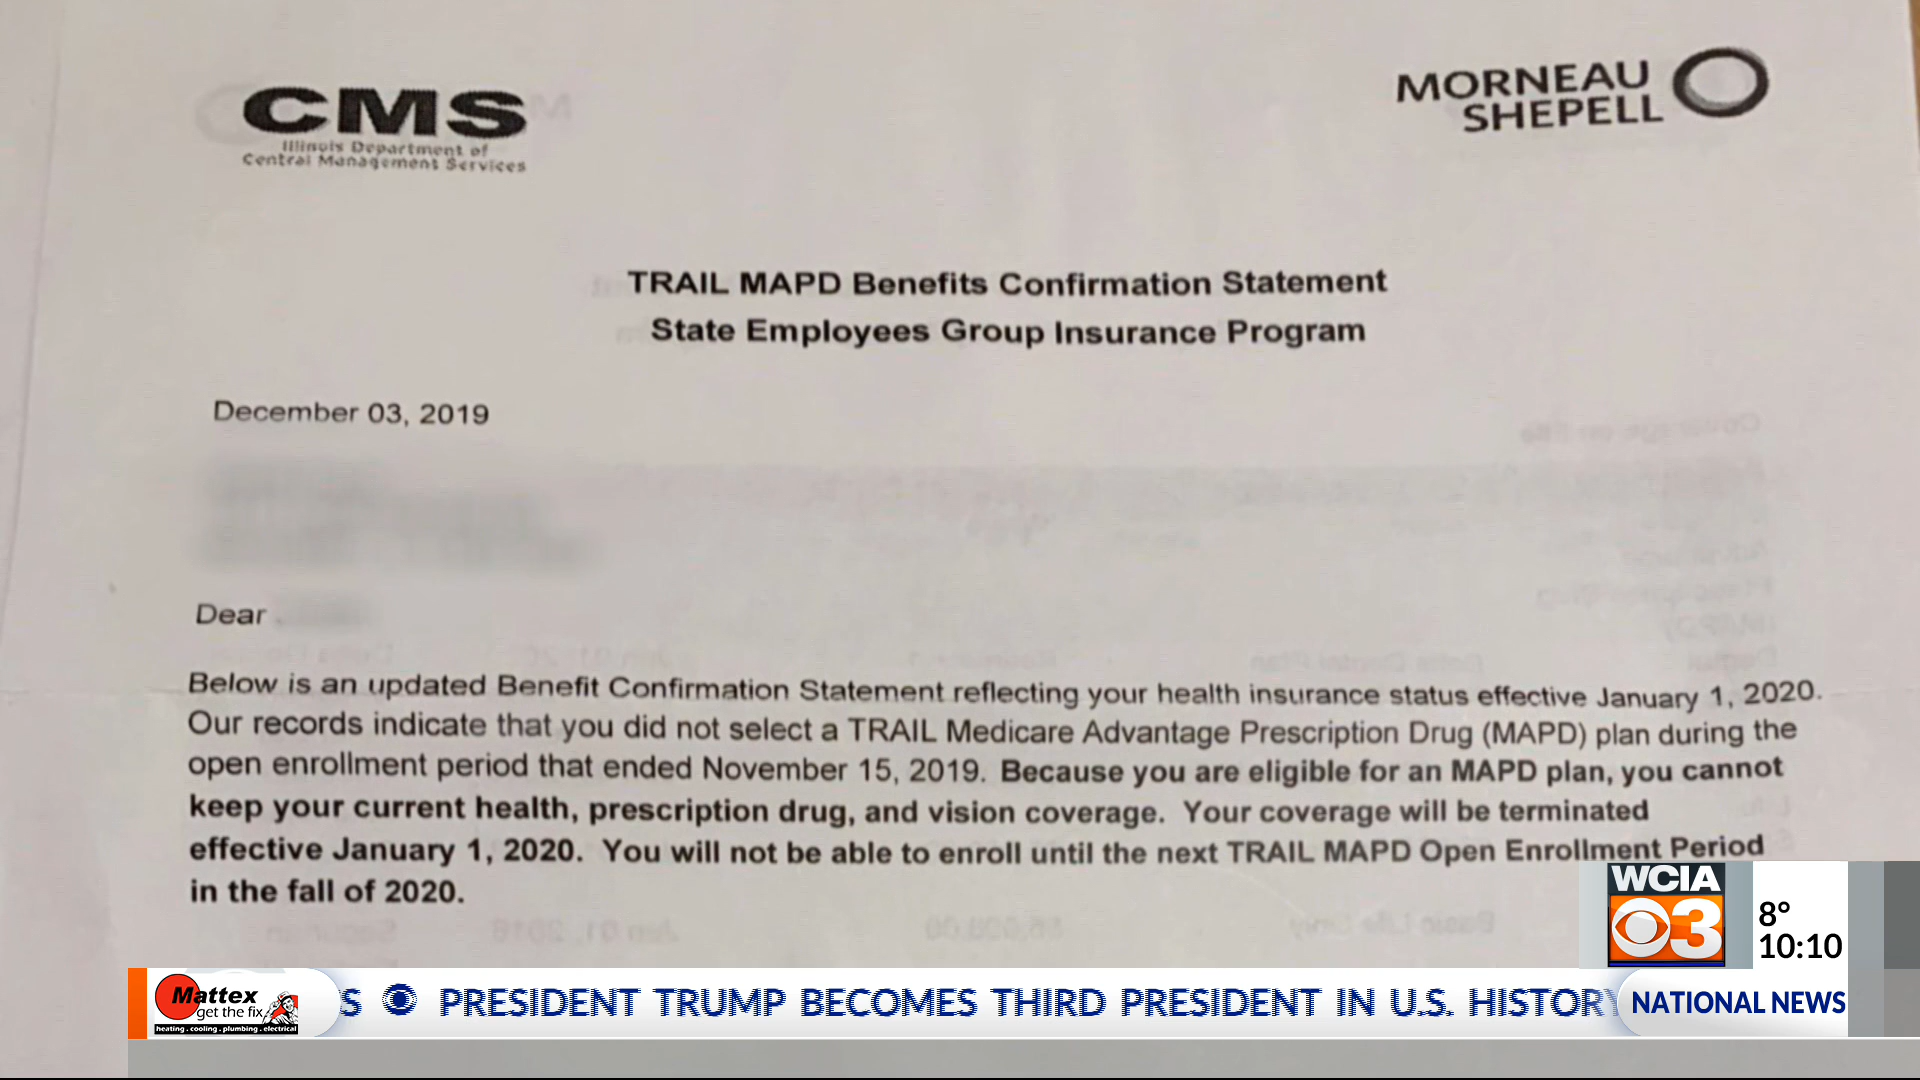 CMS
Illinois Department of
Central Management Services
MORNEAU
SHEPELL
TRAIL MAPD Benefits Confirmation Statement
State Employees Group Insurance Program
December 03, 2019
Dear
Below is an updated Benefit Confirmation Statement reflecting your health insurance status effective January 1, 2020.
Our records indicate that you did not select a TRAIL Medicare Advantage Prescription Drug (MAPD) plan during the
open enrollment period that ended November 15, 2019. Because you are eligible for an MAPD plan, you cannot
keep your current health, prescription drug, and vision coverage. Your coverage will be terminated
effective January 1, 2020. You will not be able to enroll until the next TRAIL MAPD Open Enrollment Period
in the fall of 2020.
WCIA
3
8°
10:10
Mattex
get the fix
heating . cooling . plumbing . electrical
S PRESIDENT TRUMP BECOMES THIRD PRESIDENT IN U.S. HISTORY
NATIONAL NEWS